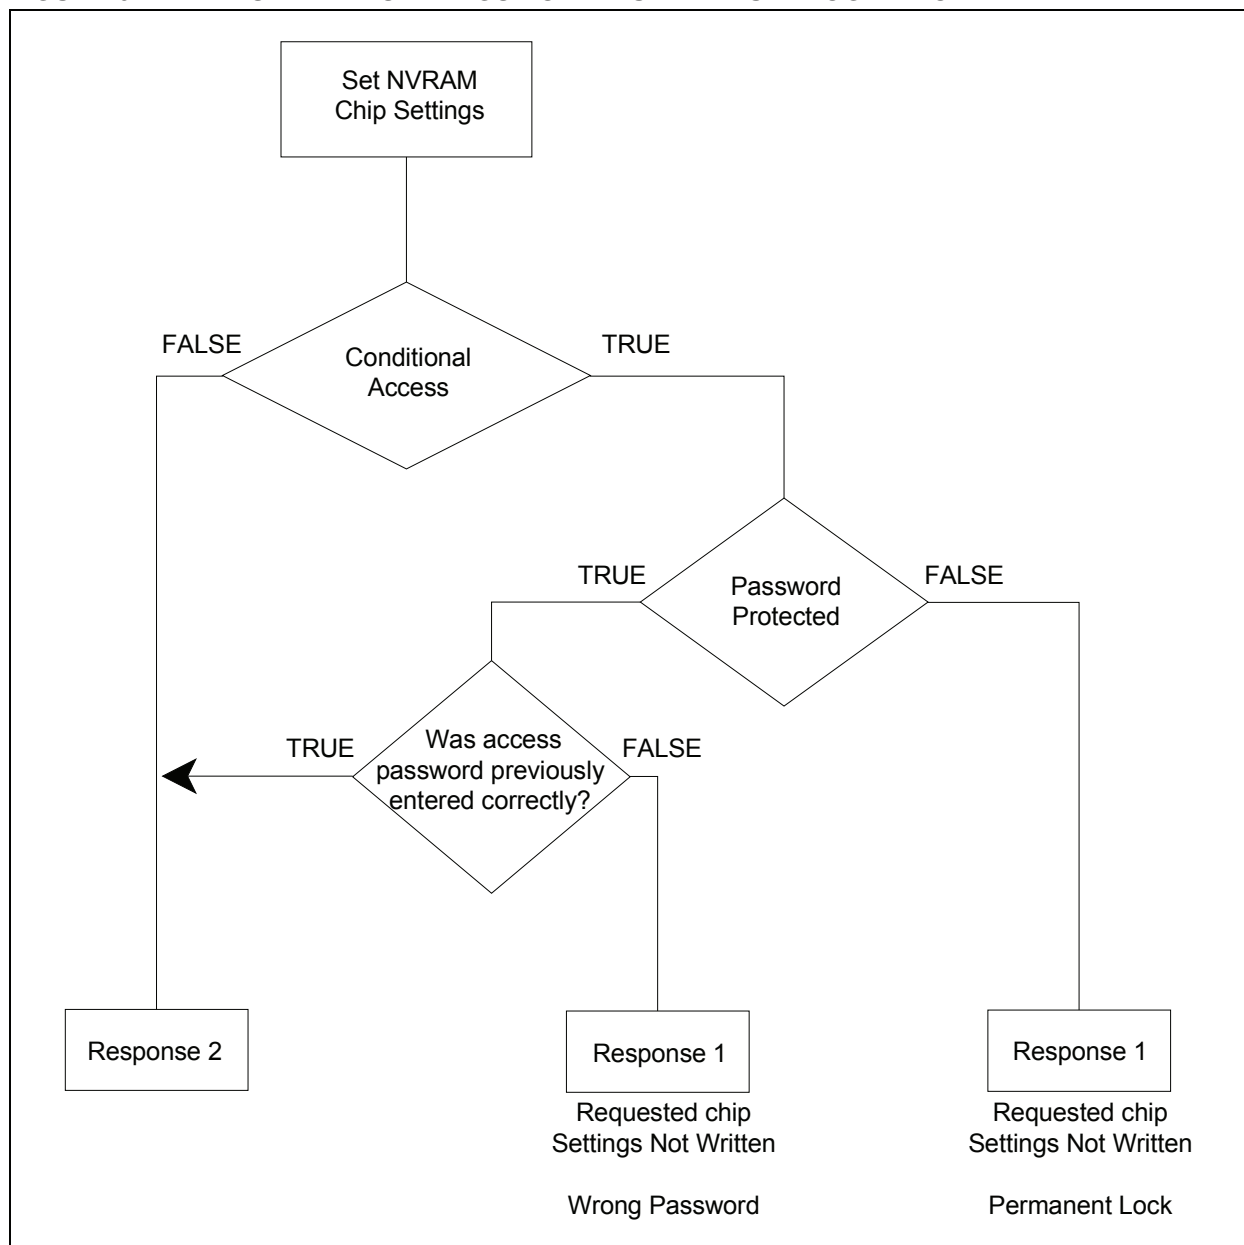 Set NVRAM
Chip Settings
FALSE
TRUE
Conditional
Access
TRUE
FALSE
Password
Protected
TRUE
FALSE
Was access
password previously
entered correctly?
Response 2
Response 1
Response 1
Requested chip
Settings Not Written
Requested chip
Settings Not Written
Wrong Password
Permanent Lock